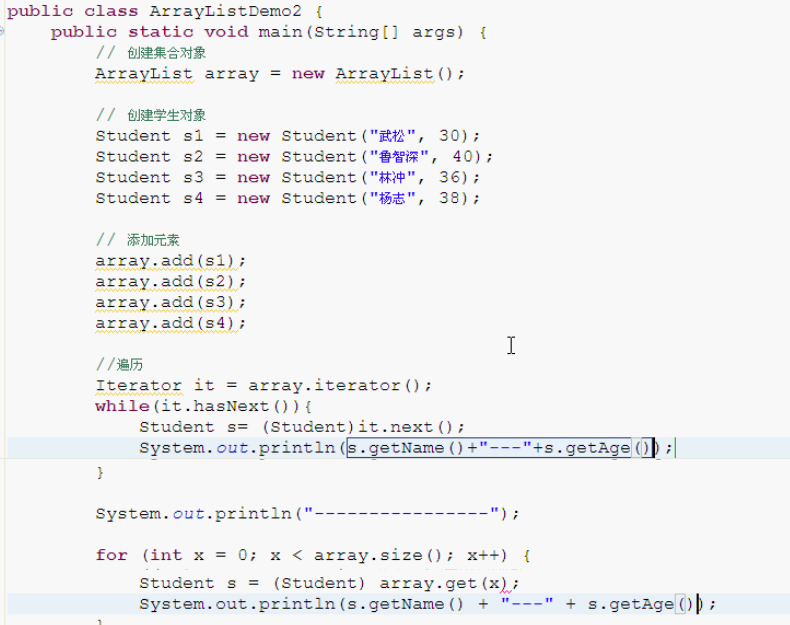 public class ArrayListDemo2 {
public static void main(String[] args) {
// 创建集合对象
ArrayList array = new ArrayList();
// 创建学生对象
Student s1 = new Student("武松", 30);
Student s2 = new Student("鲁智深", 40);
Student s3 = new Student("林冲", 36);
Student s4 = new Student("杨志", 38);
// 添加元素
array.add(s1);
array.add(s2);
array.add(s3);
array.add(s4);
//遍历
Iterator it = array.iterator();
while(it.hasNext()){
Student s= (Student)it.next();
System.out.println(s.getName()+"---"+s.getAge());
}
System.out.println("----------------");
for (int x = 0; x < array.size(); x++) {
Student s = (Student) array.get(x);
System.out.println(s.getName() + "---" + s.getAge());
}